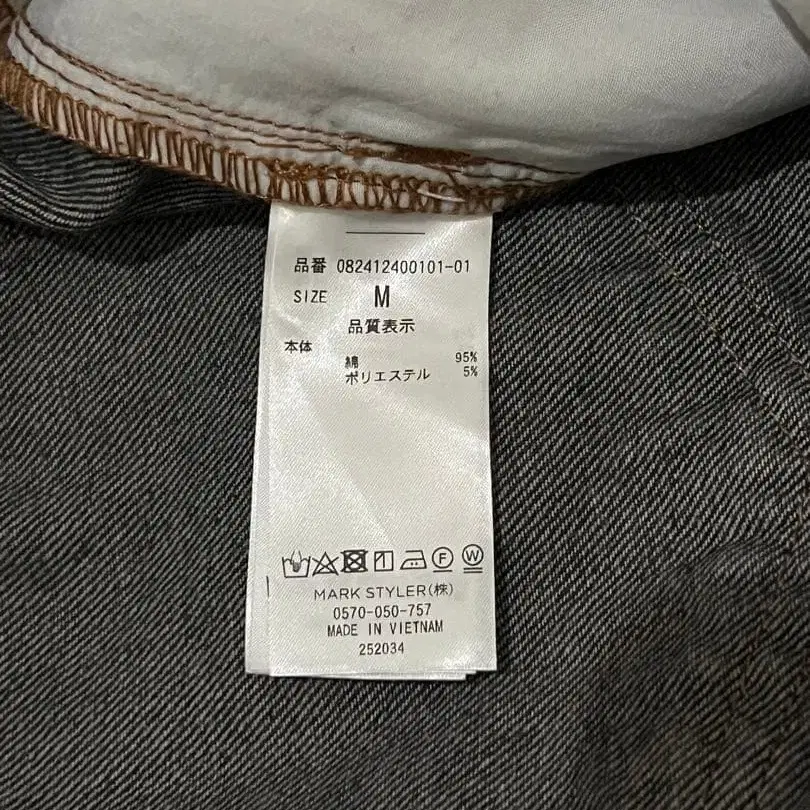 品番 082412400101-01
SIZE M
品質表示
本体
綿 95%
ポリエステル 5%
F W
MARK STYLER(株)
0570-050-757
MADE IN VIETNAM
252034